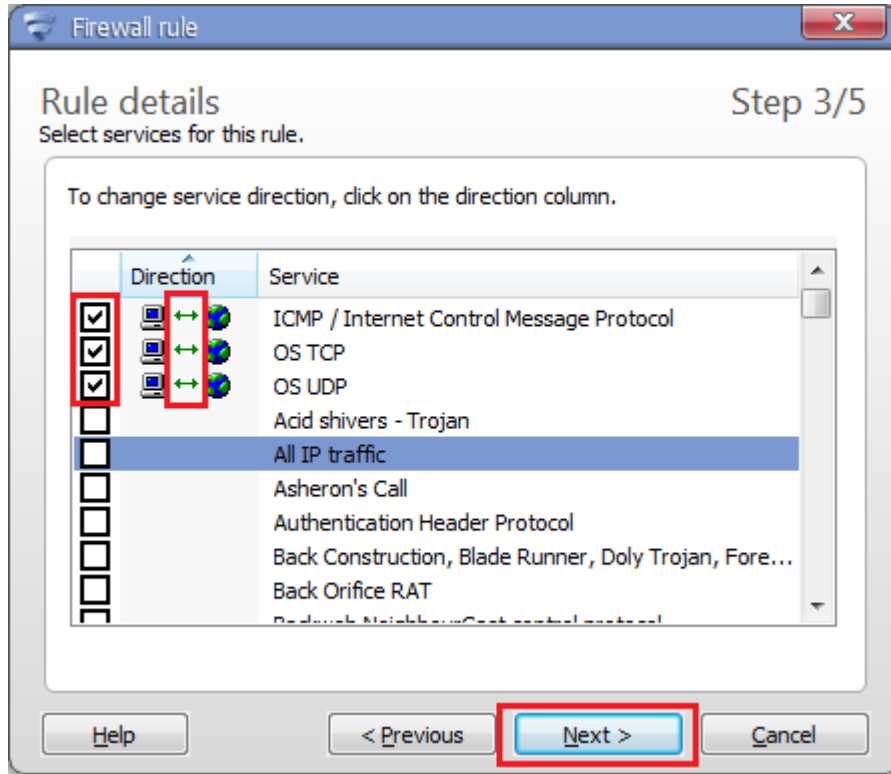 Firewall rule
Rule details
Step 3/5
Select services for this rule.
To change service direction, click on the direction column.
Direction Service
ICMP / Internet Control Message Protocol
OS TCP
OS UDP
Acid shivers - Trojan
All IP traffic
Asheron's Call
Authentication Header Protocol
Back Construction, Blade Runner, Doly Trojan, Fore...
Back Orifice RAT
Help < Previous Next > Cancel